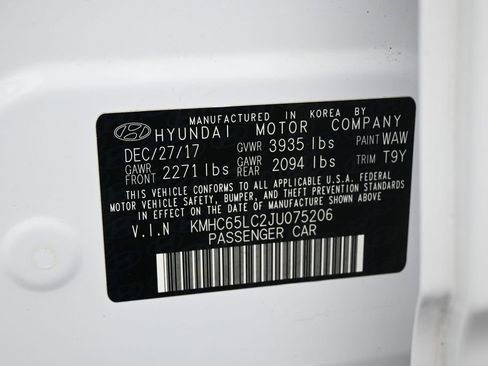 MANUFACTURED IN KOREA BY
HYUNDAI MOTOR COMPANY
DEC/27/17 GVWR 3935 lbs PAINT WAW
GAWR FRONT 2271 lbs GAWR REAR 2094 lbs TRIM T9Y
THIS VEHICLE CONFORMS TO ALL APPLICABLE U.S.A. FEDERAL
MOTOR VEHICLE SAFETY, BUMPER, AND THEFT PREVENTION
STANDARDS IN EFFECT ON THE DATE OF MANUFACTURE SHOWN ABOVE.
V.I.N KMHC65LC2JU075206
PASSENGER CAR